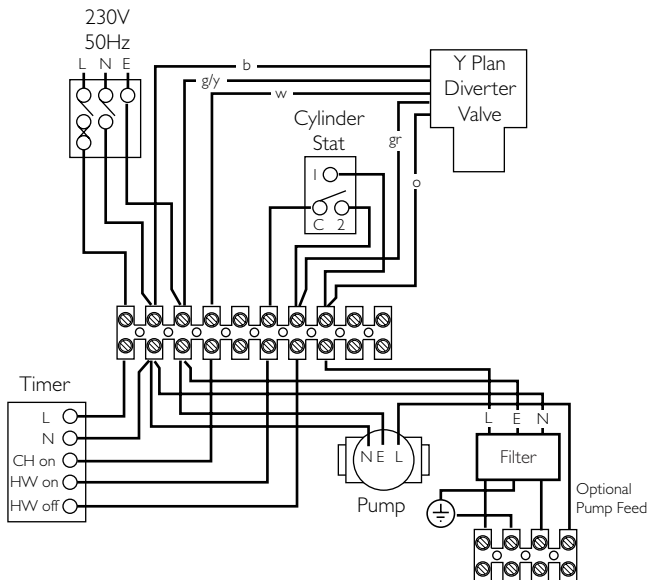 230V
50Hz
L N E
b
g/y
w
Y Plan
Diverter
Valve
Cylinder
Stat
gr
o
1
C 2
Timer
L
N
CH on
HW on
HW off
N E L
Pump
L E N
Filter
Optional
Pump Feed